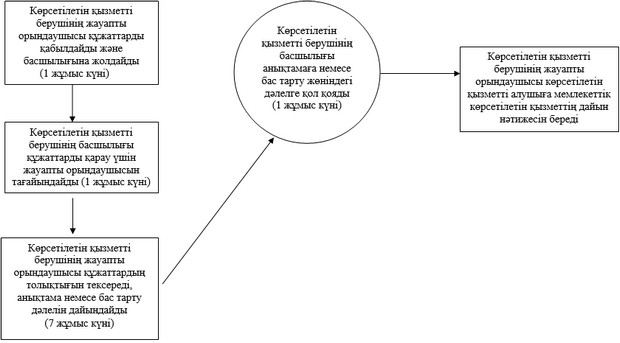 Көрсетілетін қызметті
берушінің жауапты
орындаушысы құжаттарды
қабылдайды және
басшылығына жолдайды
(1 жұмыс күні)
Көрсетілетін қызметті
берушінің басшылығы
құжаттарды қарау үшін
жауапты орындаушысын
тағайындайды (1 жұмыс күні)
Көрсетілетін қызметті
берушінің жауапты
орындаушысы құжаттардың
толықтығын тексереді,
анықтама немесе бас тарту
дәлелін дайындайды
(7 жұмыс күні)
Көрсетілетін
қызметті берушінің
басшылығы
анықтамаға немесе
бас тарту жөніндегі
дәлелге қол қояды
(1 жұмыс күні)
Көрсетілетін қызметті
берушінің жауапты
орындаушысы көрсетілетін
қызметті алушыға мемлекеттік
көрсетілетін қызметтің дайын
нәтижесін береді